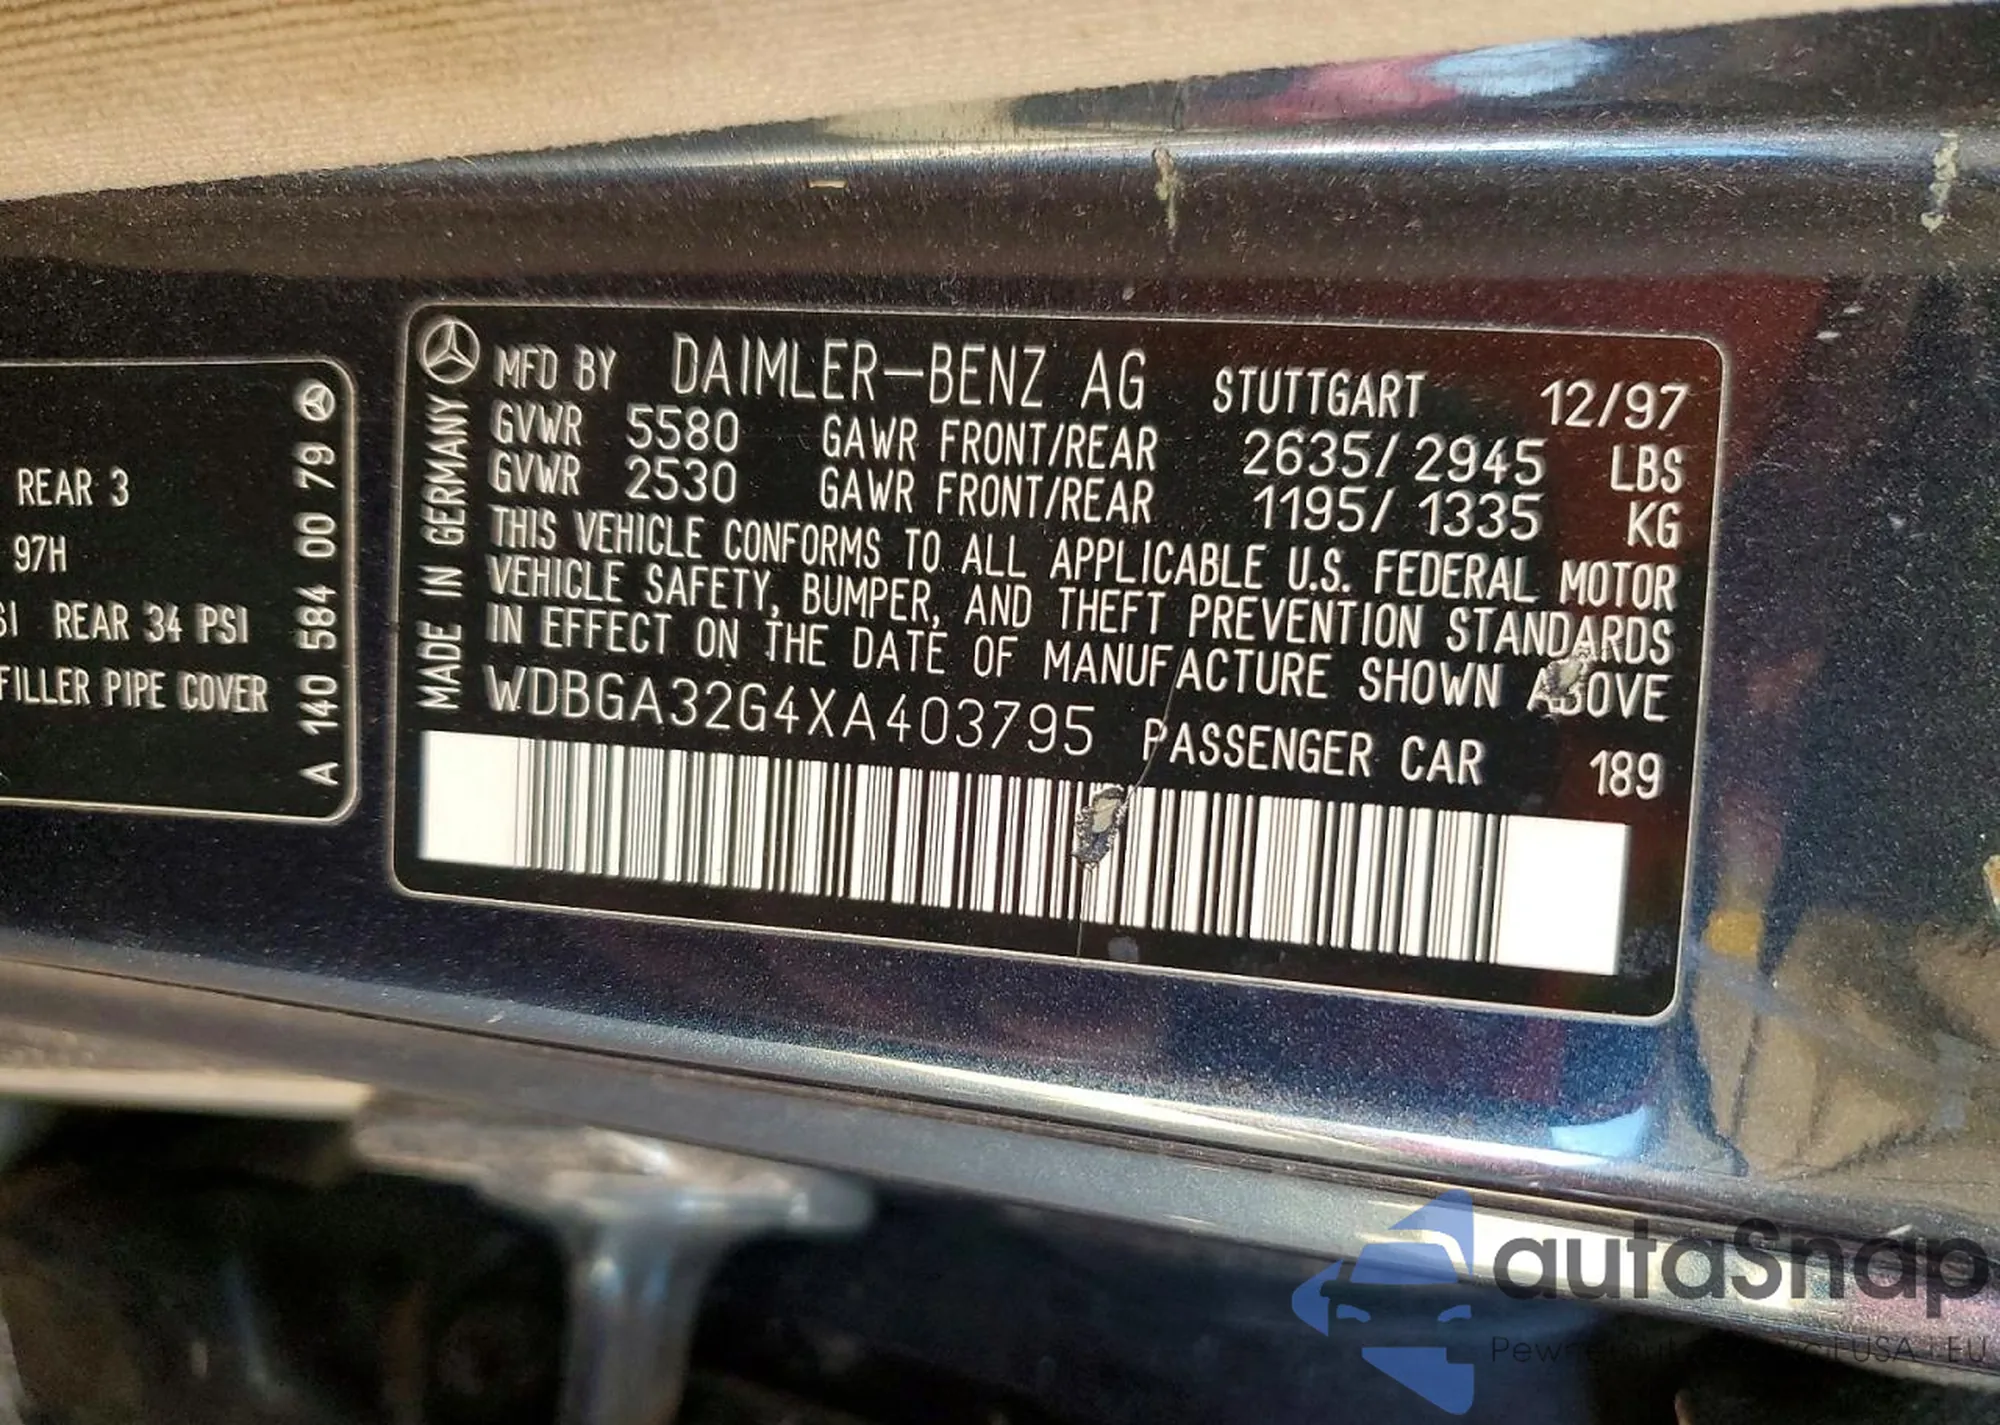 REAR 3
97H
REAR 34 PSI
FILLER PIPE COVER
A 140 584 00 79
MADE IN GERMANY
MFD BY DAIMLER-BENZ AG STUTTGART 12/97
GVWR 5580 GAWR FRONT/REAR 2635/2945 LBS
GVWR 2530 GAWR FRONT/REAR 1195/1335 KG
THIS VEHICLE CONFORMS TO ALL APPLICABLE U.S. FEDERAL MOTOR
VEHICLE SAFETY, BUMPER, AND THEFT PREVENTION STANDARDS
IN EFFECT ON THE DATE OF MANUFACTURE SHOWN ABOVE
WDBGA32G4XA403795 PASSENGER CAR 189
autaSnap
USA i EU